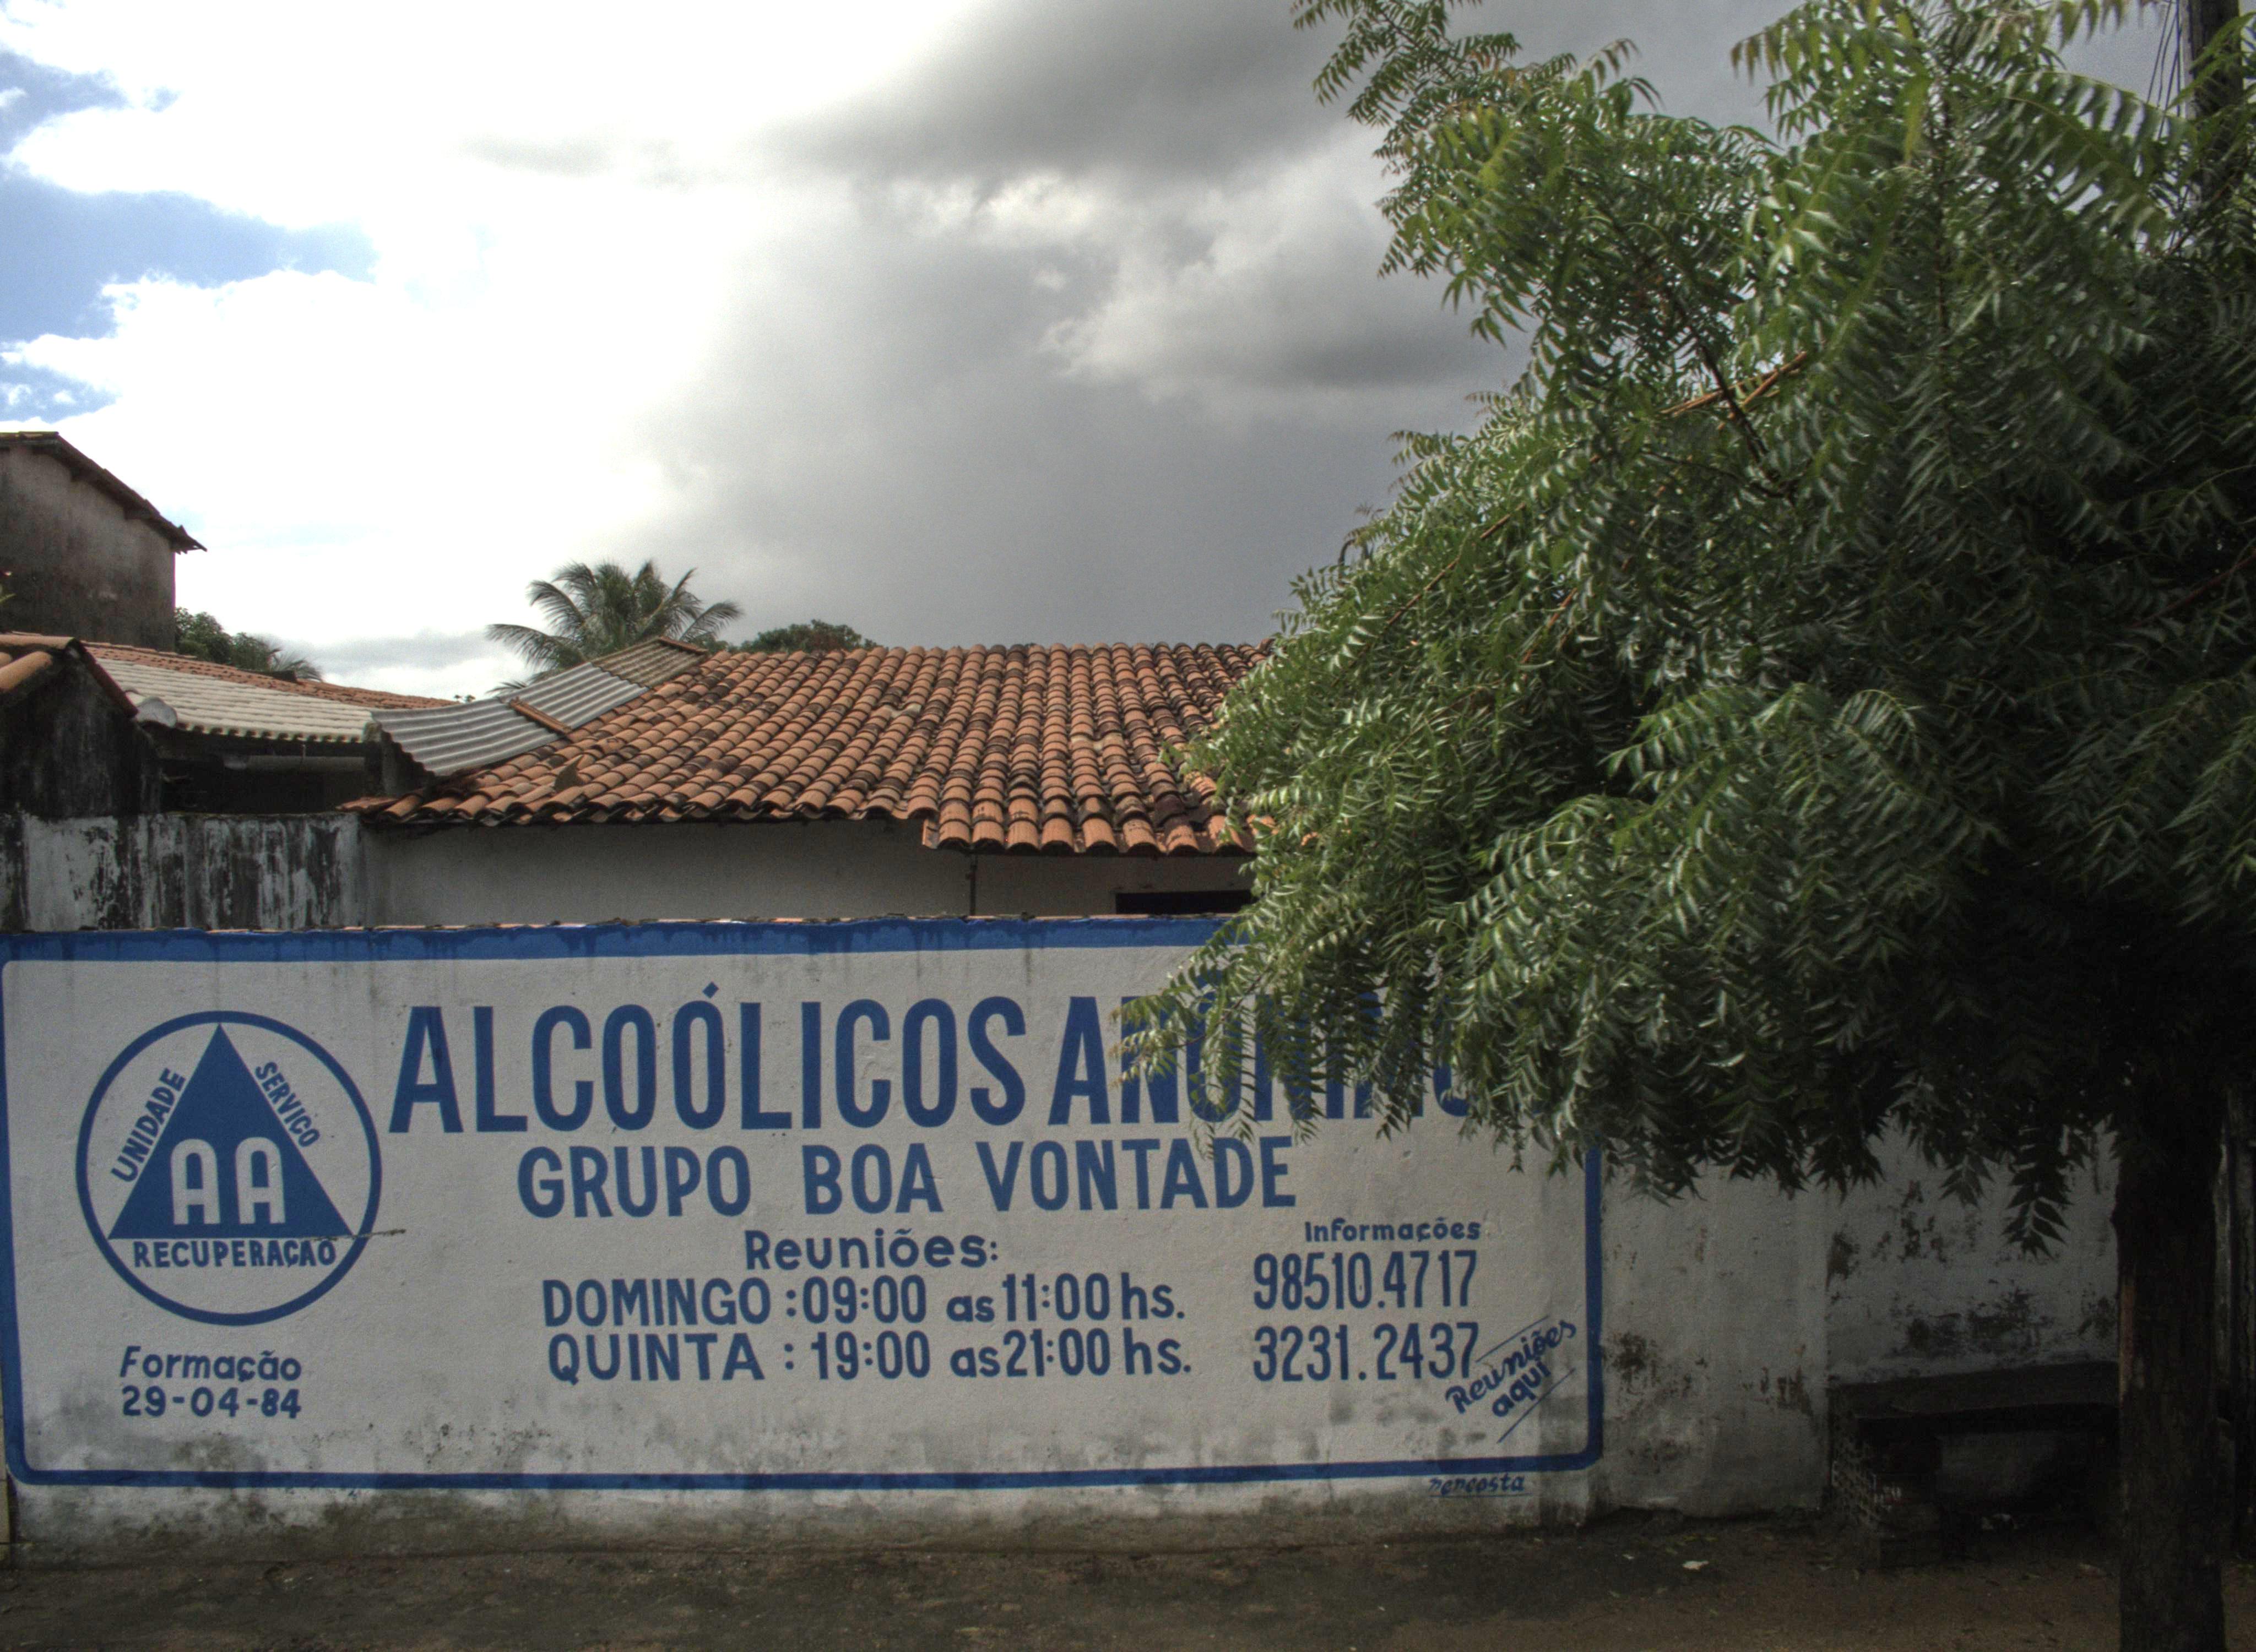 ALCOÓLICOS
GRUPO BOA VONTADE
UNIDADE
SERVIÇO
AA
RECUPERAÇÃO
Formação
29-04-84
Reuniões:
DOMINGO : 09:00 as 11:00 hs.
QUINTA : 19:00 as 21:00 hs.
Informações
98510.4717
3231.2437
Reuniões
aqui